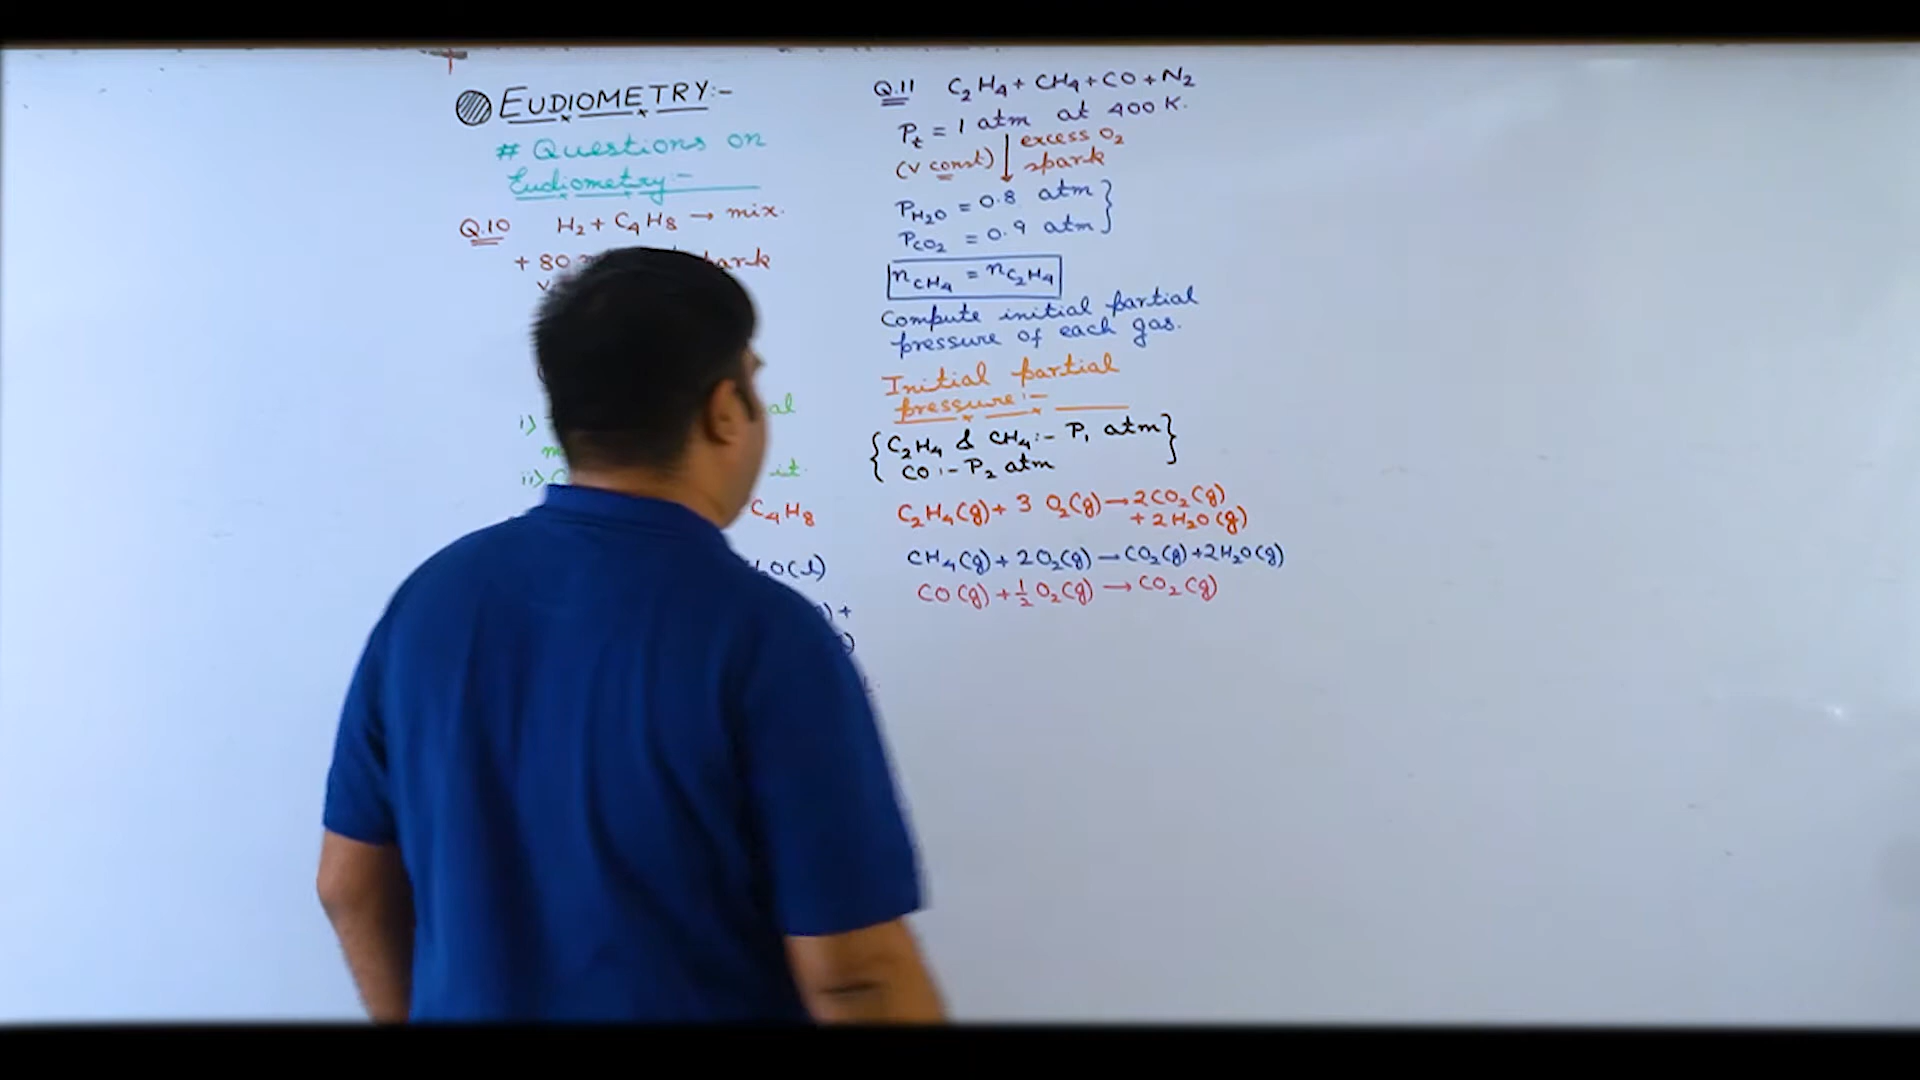 EUDIOMETRY:-
# Questions on
Eudiometry:-
Q.10 H₂ + C₄H₈ → mix.
+ 80
i)
ii) it.
C₄H₈
O(l)
+
Q.11 C₂H₄ + CH₄ + CO + N₂
Pₜ = 1 atm at 400 K.
(V const) ↓ excess O₂
spark
P_H₂O = 0.8 atm }
P_CO₂ = 0.9 atm }
n_CH₄ = n_C₂H₄
Compute initial partial
pressure of each gas.
Initial partial
pressure:-
{ C₂H₄ & CH₄:- P₁ atm }
CO:- P₂ atm
C₂H₄(g) + 3 O₂(g) → 2CO₂(g)
+ 2H₂O(g)
CH₄(g) + 2O₂(g) → CO₂(g) + 2H₂O(g)
CO(g) + ½ O₂(g) → CO₂(g)